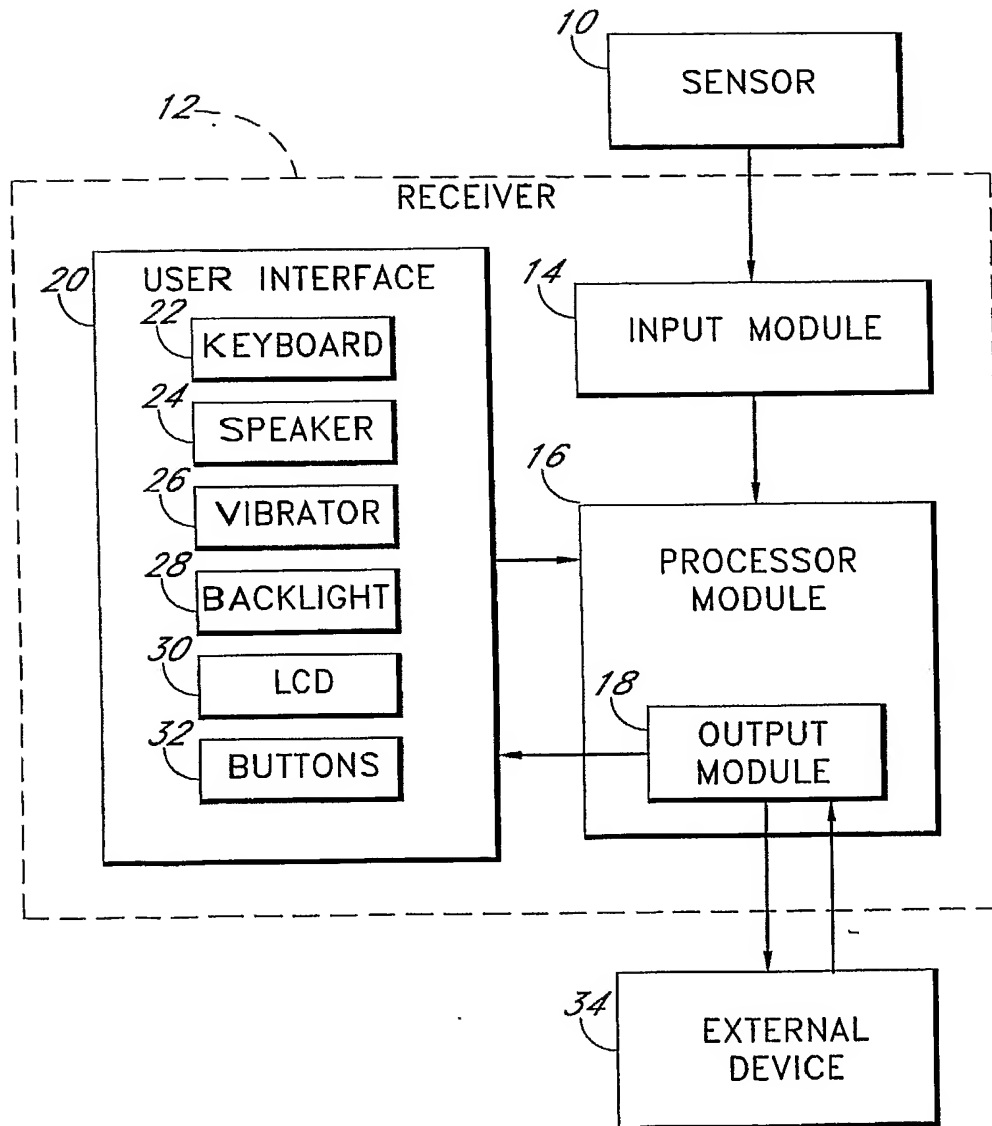 10
SENSOR
12
RECEIVER
20
USER INTERFACE
22
KEYBOARD
24
SPEAKER
26
VIBRATOR
28
BACKLIGHT
30
LCD
32
BUTTONS
14
INPUT MODULE
16
PROCESSOR
MODULE
18
OUTPUT
MODULE
34
EXTERNAL
DEVICE